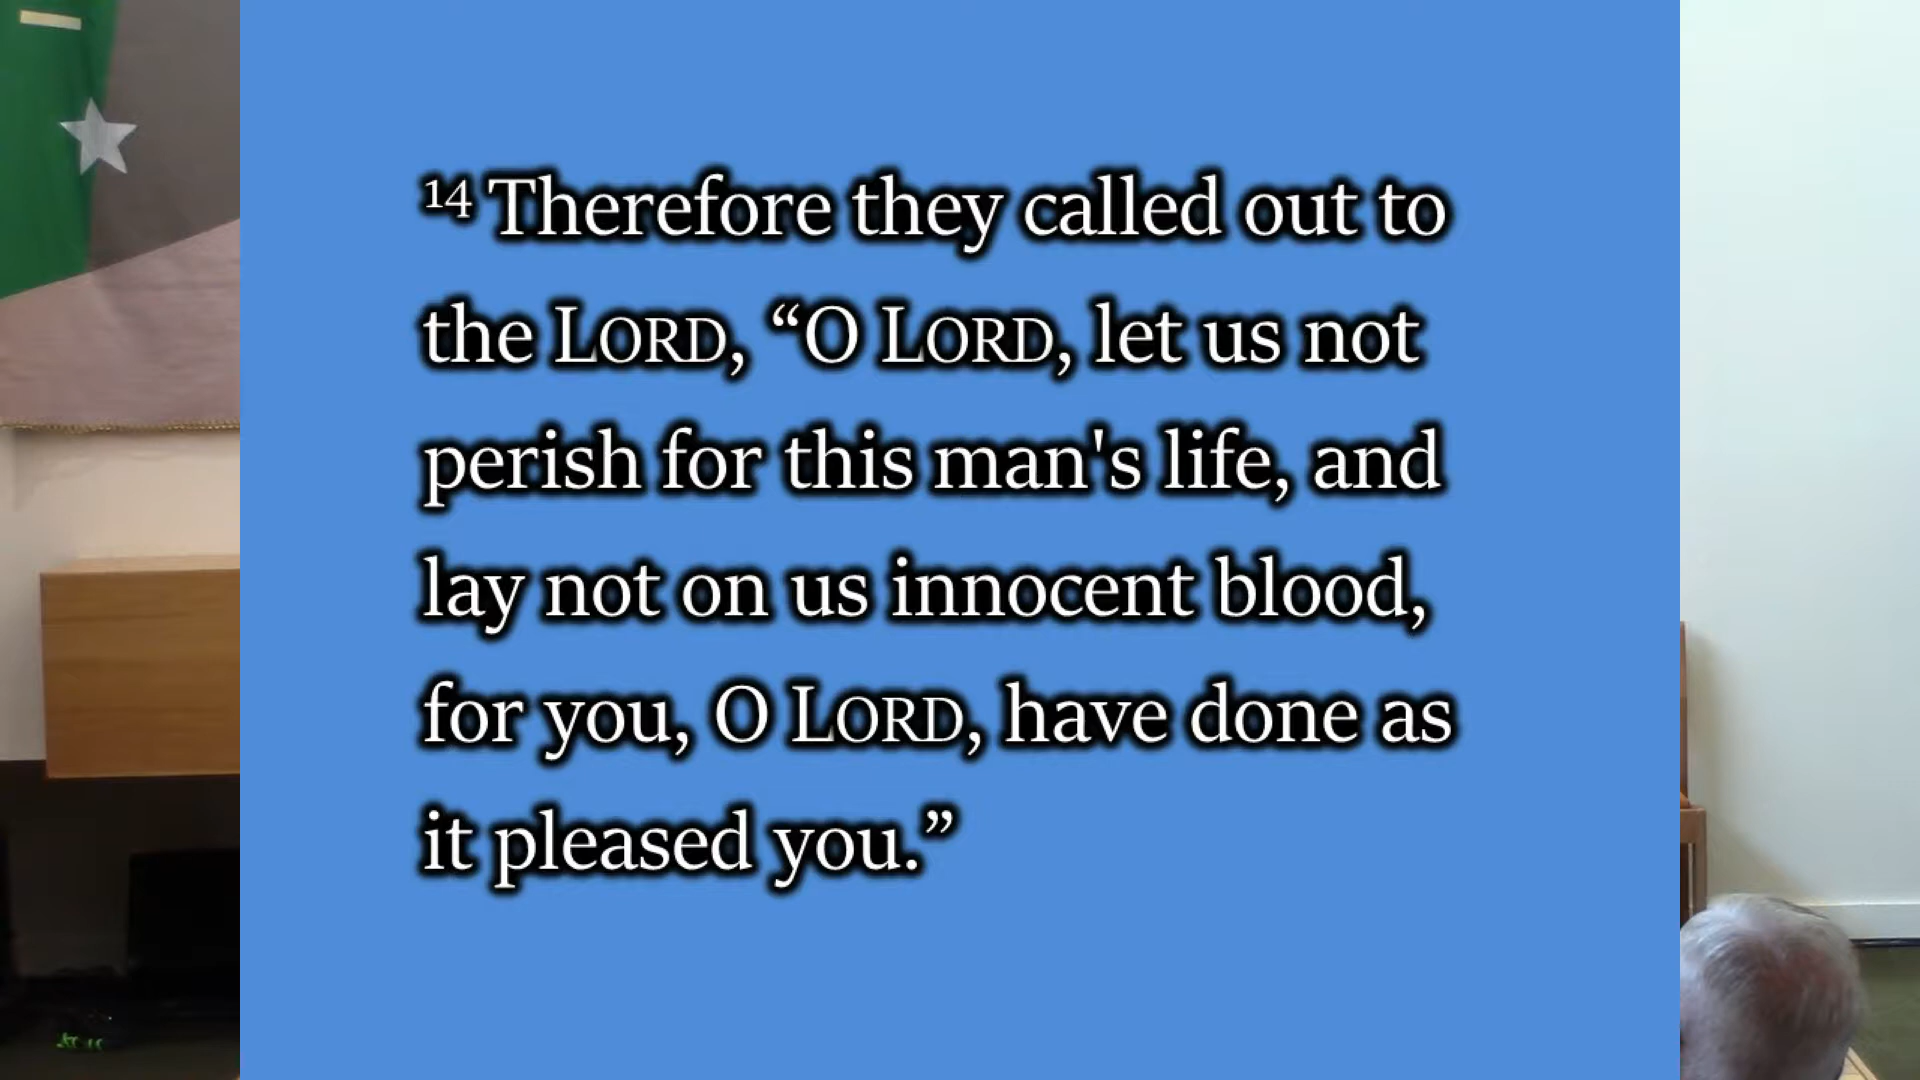 14 Therefore they called out to
the LORD, “O LORD, let us not
perish for this man's life, and
lay not on us innocent blood,
for you, O LORD, have done as
it pleased you.”